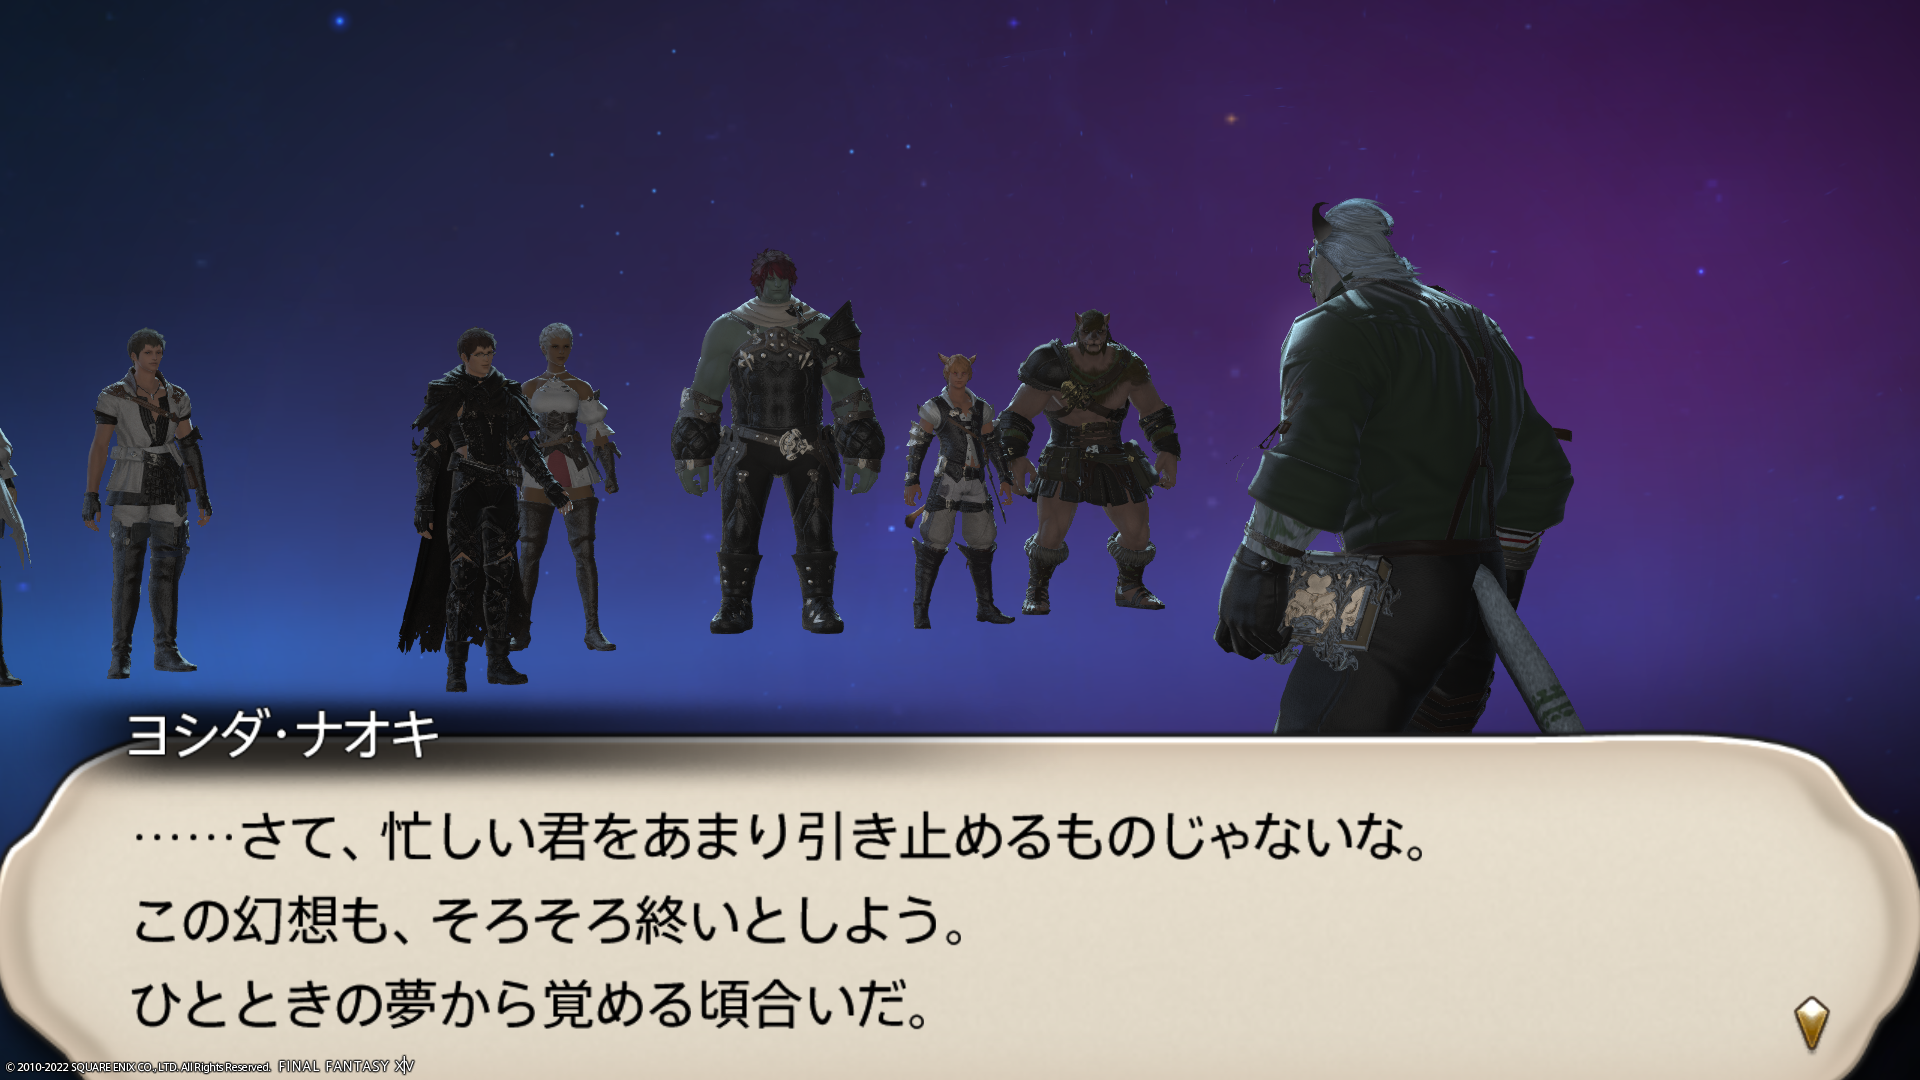 ヨシダ・ナオキ
……さて、忙しい君をあまり引き止めるものじゃないな。
この幻想も、そろそろ終いとしよう。
ひとときの夢から覚める頃合いだ。
© 2010-2022 SQUARE ENIX CO., LTD. All Rights Reserved. FINAL FANTASY XIV